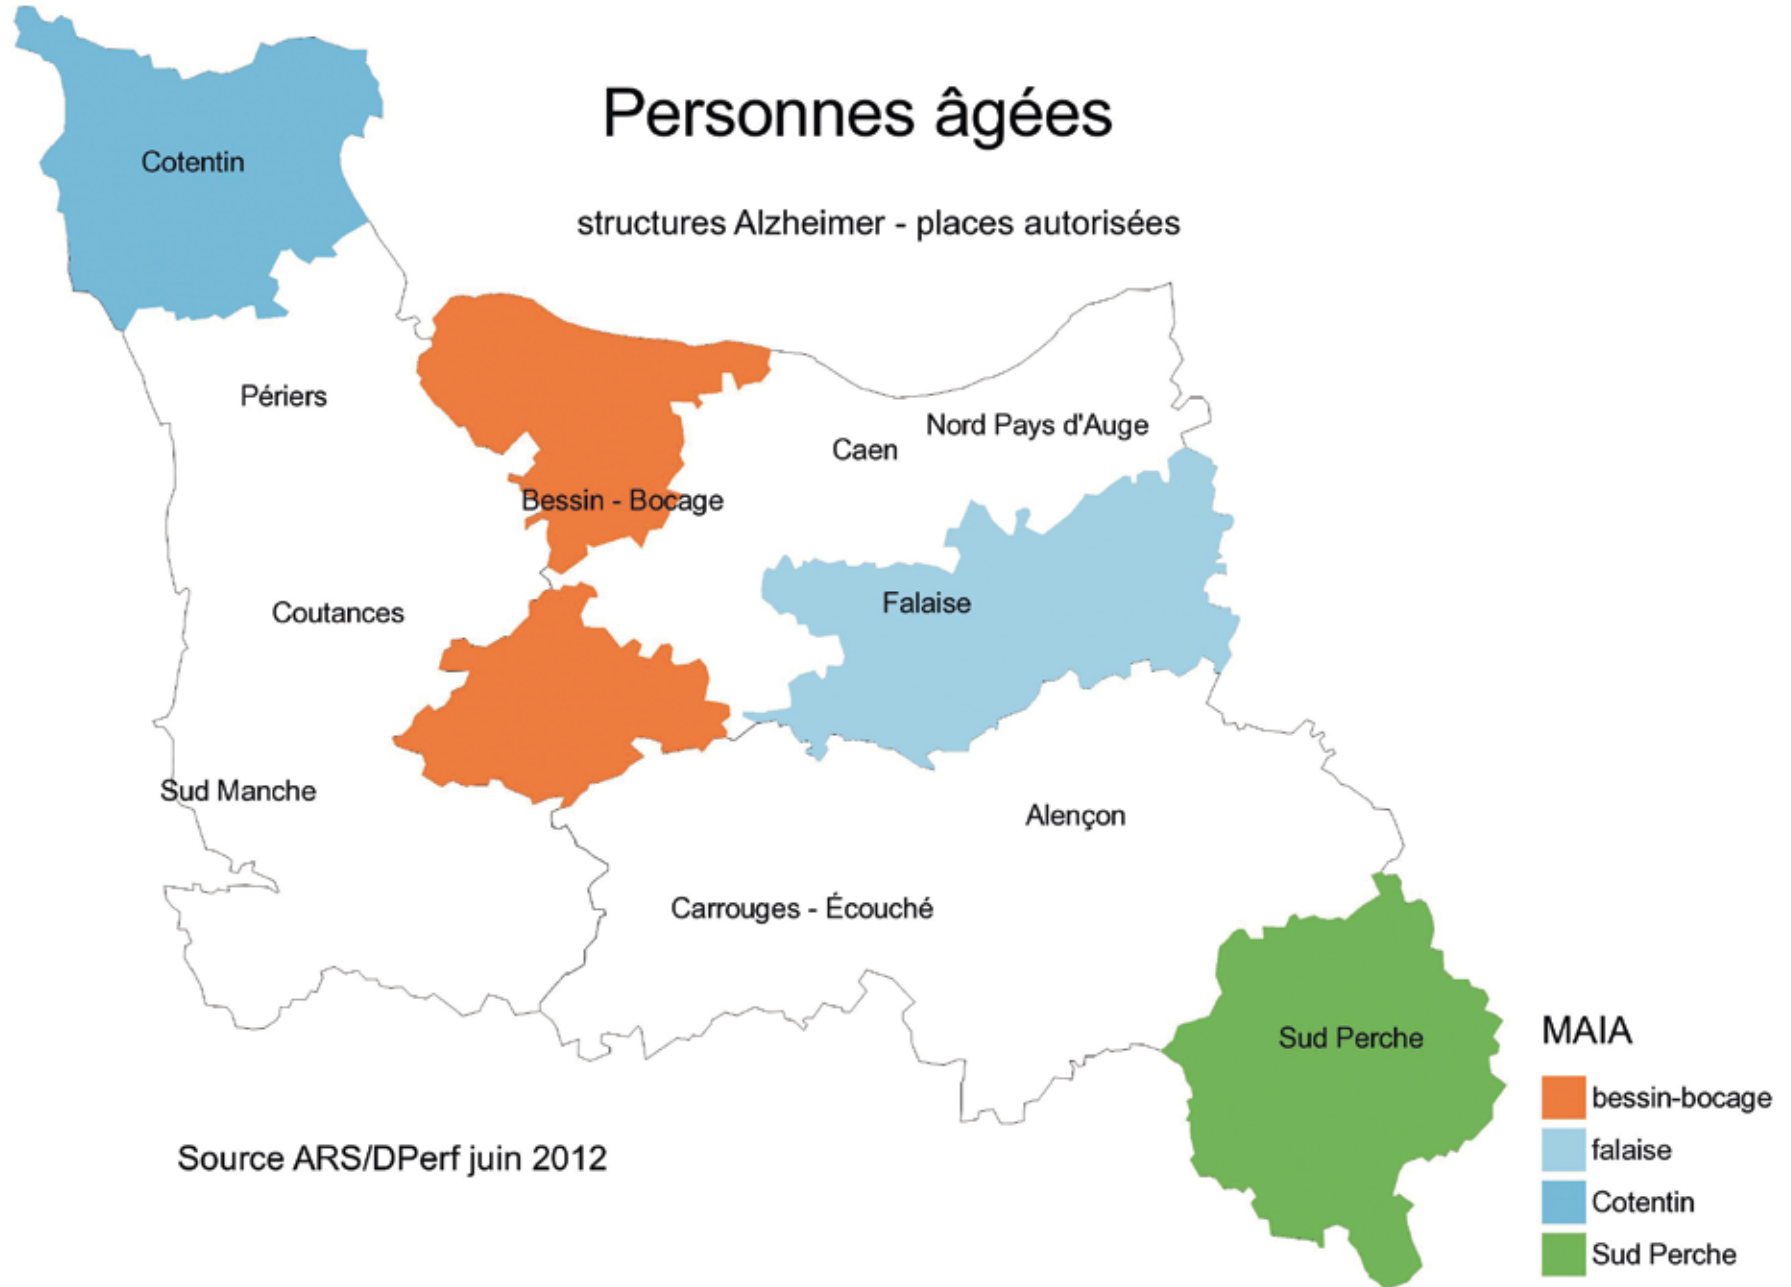 Personnes âgées
structures Alzheimer - places autorisées
Cotentin
Périers
Nord Pays d'Auge
Caen
Bessin - Bocage
Falaise
Coutances
Sud Manche
Alençon
Carrouges - Écouché
Sud Perche
MAIA
bessin-bocage
falaise
Cotentin
Sud Perche
Source ARS/DPerf juin 2012